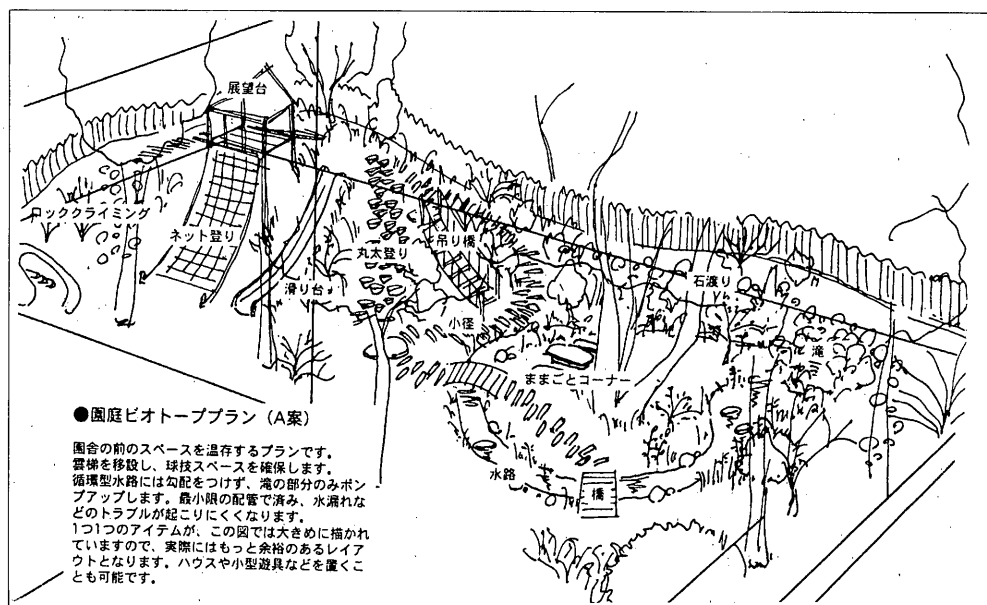 展望台
ロッククライミング
ネット登り
丸太登り
吊り橋
滑り台
石渡り
小径
滝
ままごとコーナー
水路
橋
●園庭ビオトーププラン（A案）
園舎の前のスペースを温存するプランです。
雲梯を移設し、球技スペースを確保します。
循環型水路には勾配をつけず、滝の部分のみポン
プアップします。最小限の配管で済み、水漏れな
どのトラブルが起こりにくくなります。
1つ1つのアイテムが、この図では大きめに描かれ
ていますので、実際にはもっと余裕のあるレイア
ウトとなります。ハウスや小型遊具などを置くこ
とも可能です。